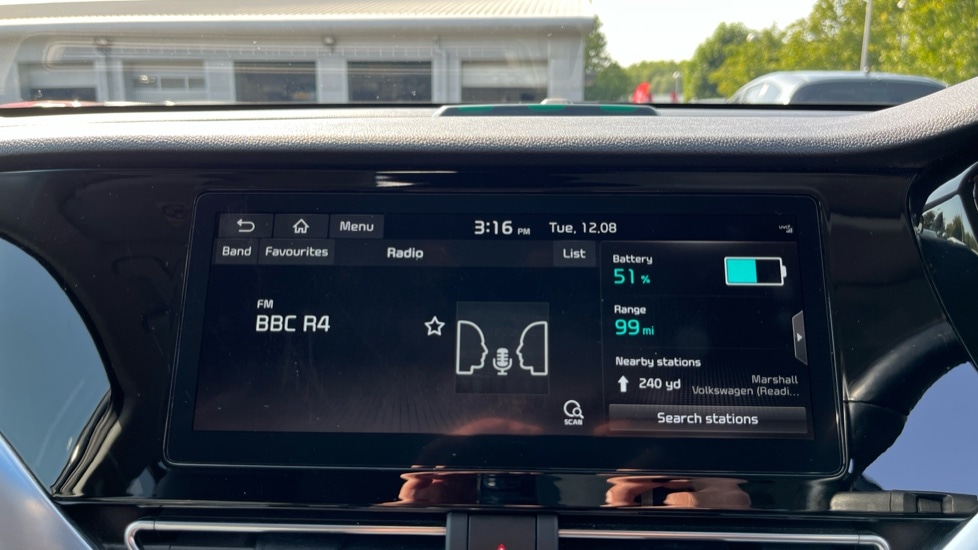 Menu
3:16 PM Tue, 12.08
Band Favourites Radio List
FM
BBC R4
SCAN
Battery
51 %
Range
99 mi
Nearby stations
240 yd
Marshall
Volkswagen (Readi...
Search stations